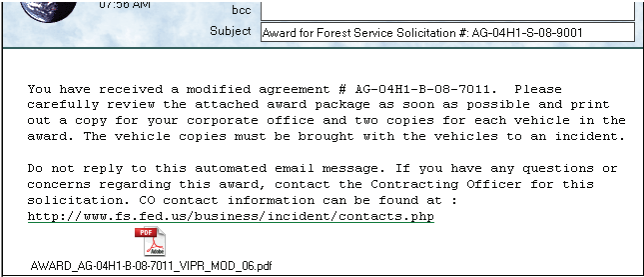 07:56 AM
bcc
Subject Award for Forest Service Solicitation #: AG-04H1-S-08-9001
You have received a modified agreement # AG-04H1-B-08-7011. Please
carefully review the attached award package as soon as possible and print
out a copy for your corporate office and two copies for each vehicle in the
award. The vehicle copies must be brought with the vehicles to an incident.
Do not reply to this automated email message. If you have any questions or
concerns regarding this award, contact the Contracting Officer for this
solicitation. CO contact information can be found at :
http://www.fs.fed.us/business/incident/contacts.php
PDF
Adobe
AWARD_AG-04H1-B-08-7011_VIPR_MOD_06.pdf